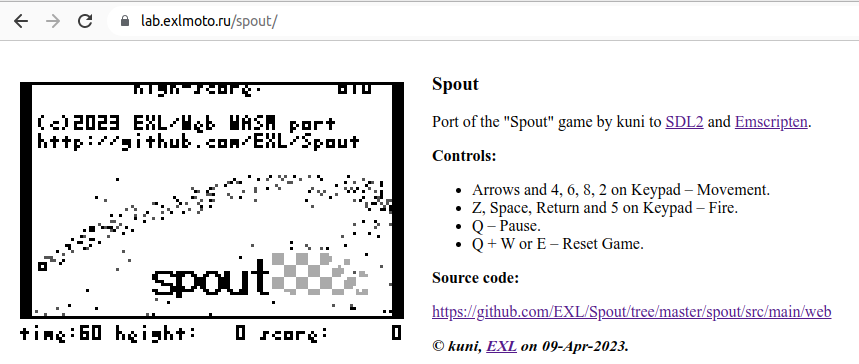 lab.exlmoto.ru/spout/
high-score: 810
(c)2023 EXL/Web WASM port
http://github.com/EXL/Spout
spout
time:60 height: 0 score: 0
Spout
Port of the "Spout" game by kuni to SDL2 and Emscripten.
Controls:
• Arrows and 4, 6, 8, 2 on Keypad – Movement.
• Z, Space, Return and 5 on Keypad – Fire.
• Q – Pause.
• Q + W or E – Reset Game.
Source code:
https://github.com/EXL/Spout/tree/master/spout/src/main/web
© kuni, EXL on 09-Apr-2023.